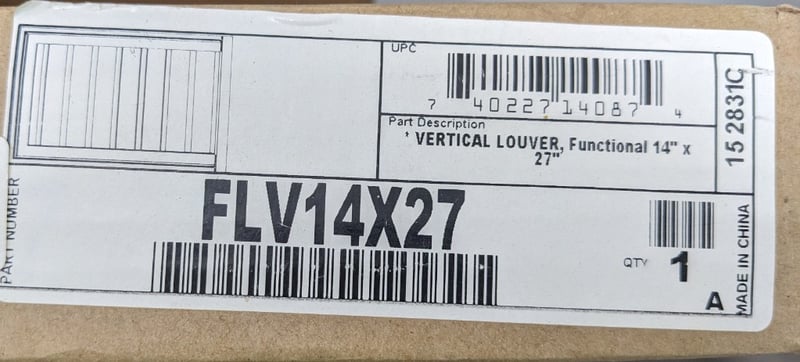 UPC
7 40227 14087 4
Part Description
* VERTICAL LOUVER, Functional 14" x
27"
15 2831C
PART NUMBER
FLV14X27
QTY 1
A
MADE IN CHINA